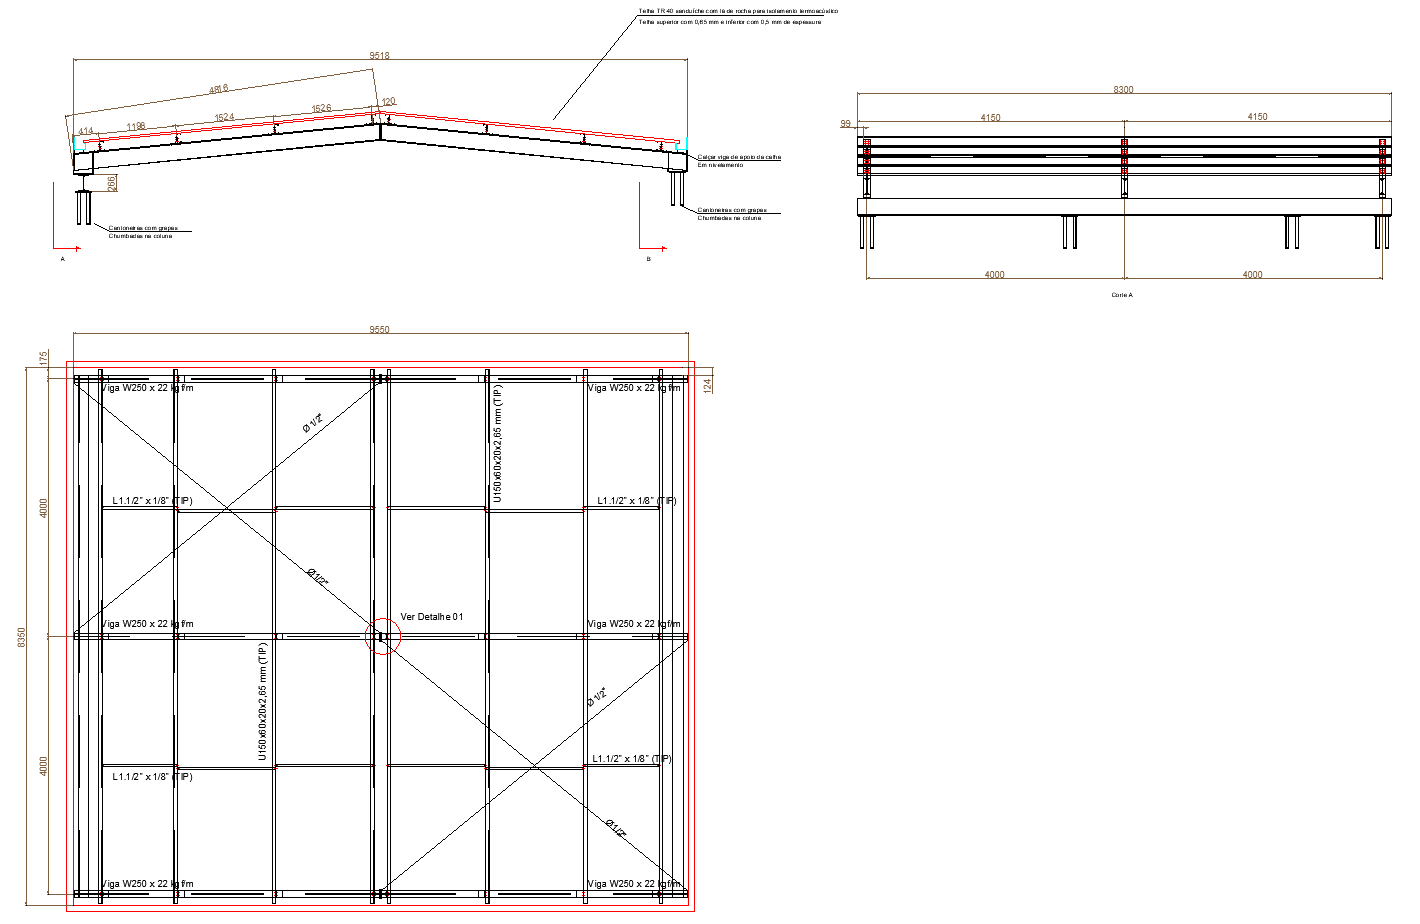 Telha TR 40 sanduíche com lã de rocha para isolamento termoacústico
Telha superior com 0,65 mm e inferior com 0,5 mm de espessura
9518
4816
414
1198
1524
1526
120
266
Calçar viga de apoio da calha
Em nivelamento
Cantoneiras com grapas
Chumbadas na coluna
Cantoneiras com grapas
Chumbadas na coluna
A
B
8300
99
4150
4150
4000
4000
Corte A
9550
175
124
Viga W250 x 22 kgf/m
Viga W250 x 22 kgf/m
Ø 1/2"
U150x60x20x2,65 mm (TIP)
4000
L1.1/2" x 1/8" (TIP)
L1.1/2" x 1/8" (TIP)
Ø 1/2"
Ver Detalhe 01
Viga W250 x 22 kgf/m
Viga W250 x 22 kgf/m
8350
U150x60x20x2,65 mm (TIP)
Ø 1/2"
4000
L1.1/2" x 1/8" (TIP)
L1.1/2" x 1/8" (TIP)
Ø 1/2"
Viga W250 x 22 kgf/m
Viga W250 x 22 kgf/m